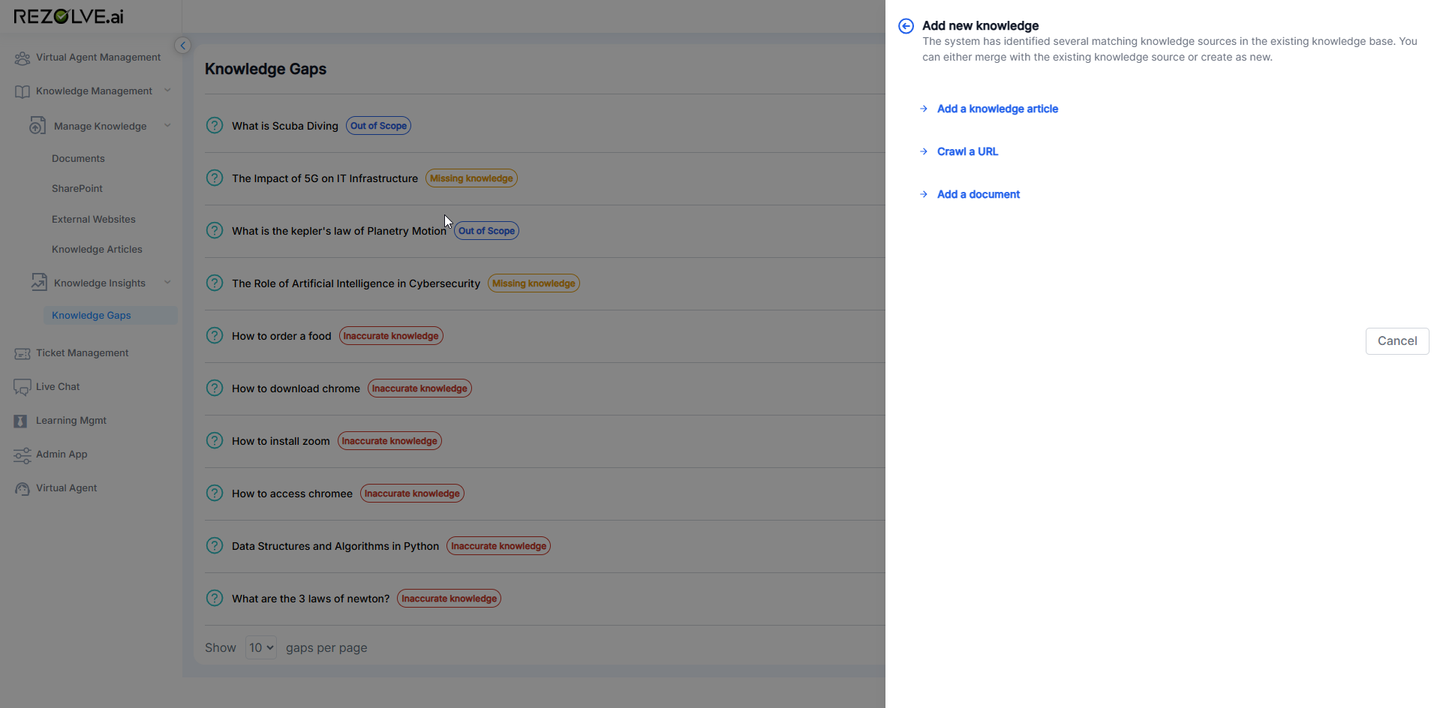 REZOLVE.ai
Virtual Agent Management
Knowledge Management
Manage Knowledge
Documents
SharePoint
External Websites
Knowledge Articles
Knowledge Insights
Knowledge Gaps
Ticket Management
Live Chat
Learning Mgmt
Admin App
Virtual Agent
Knowledge Gaps
What is Scuba Diving Out of Scope
The Impact of 5G on IT Infrastructure Missing knowledge
What is the kepler's law of Planetry Motion Out of Scope
The Role of Artificial Intelligence in Cybersecurity Missing knowledge
How to order a food Inaccurate knowledge
How to download chrome Inaccurate knowledge
How to install zoom Inaccurate knowledge
How to access chromee Inaccurate knowledge
Data Structures and Algorithms in Python Inaccurate knowledge
What are the 3 laws of newton? Inaccurate knowledge
Show 10 gaps per page
Add new knowledge
The system has identified several matching knowledge sources in the existing knowledge base. You
can either merge with the existing knowledge source or create as new.
Add a knowledge article
Crawl a URL
Add a document
Cancel